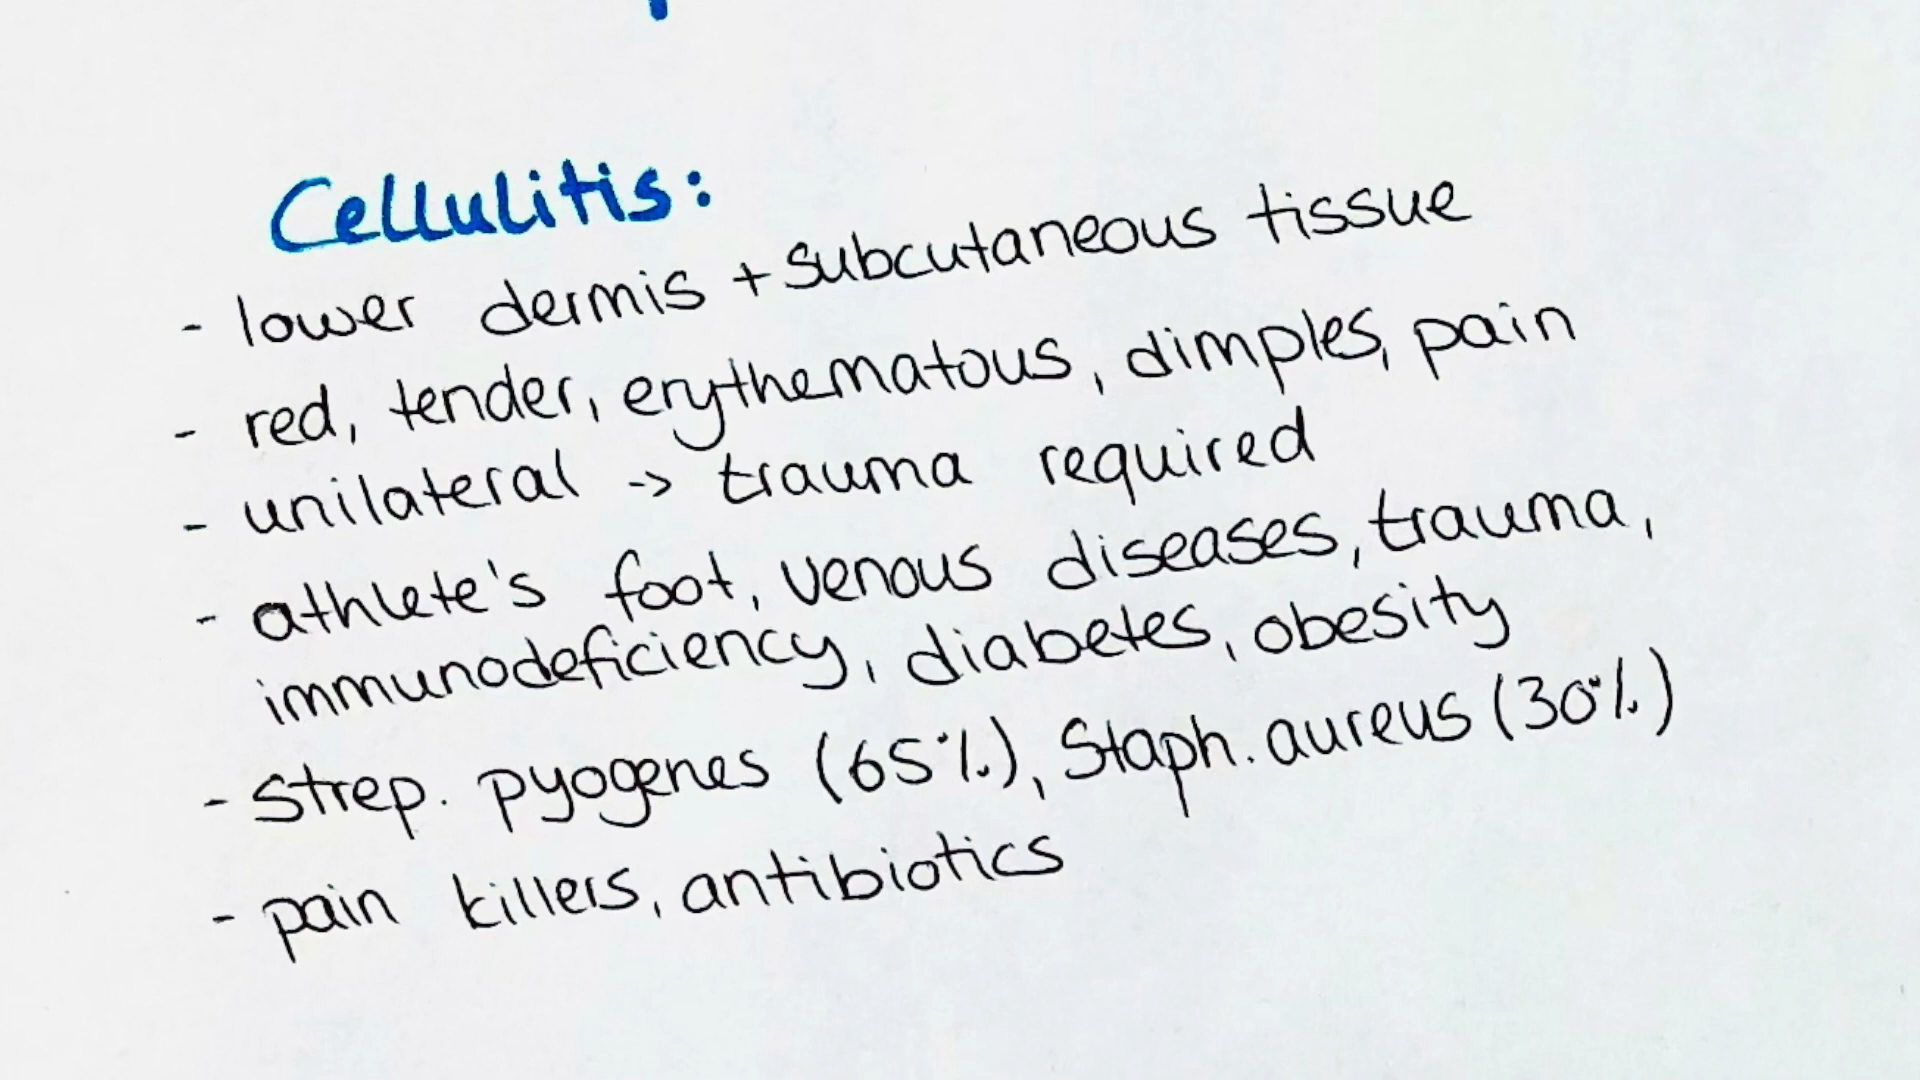 Cellulitis:
- lower dermis + subcutaneous tissue
- red, tender, erythematous, dimples, pain
- unilateral -> trauma required
- athlete's foot, venous diseases, trauma,
immunodeficiency, diabetes, obesity
- Strep. pyogenes (65%), Staph. aureus (30%)
- pain killers, antibiotics